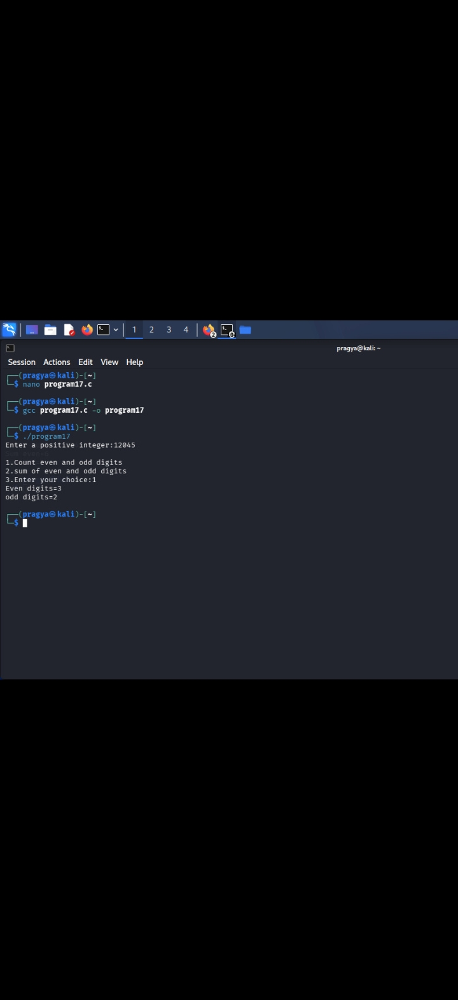 1 2 3 4 2 0
pragya@kali: ~
Session Actions Edit View Help
┌──(pragya㉿kali)-[~]
└─$ nano program17.c
┌──(pragya㉿kali)-[~]
└─$ gcc program17.c -o program17
┌──(pragya㉿kali)-[~]
└─$ ./program17
Enter a positive integer:12045
1.Count even and odd digits
2.sum of even and odd digits
3.Enter your choice:1
Even digits=3
odd digits=2
┌──(pragya㉿kali)-[~]
└─$